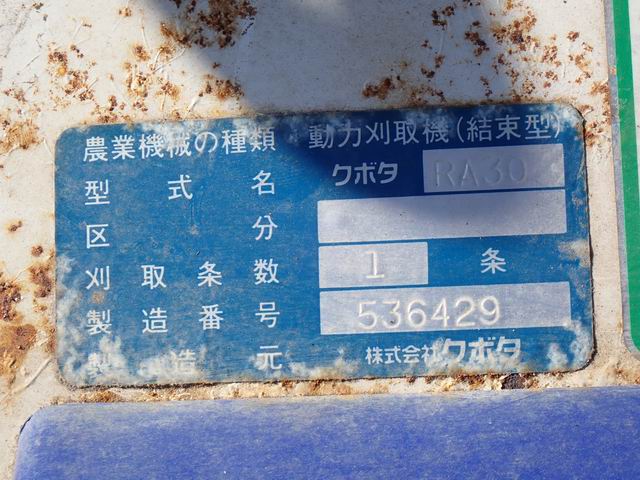 農業機械の種類 動力刈取機(結束型)
型式名 クボタ RA30
区分
刈取条数 1 条
製造番号 536429
製造元 株式会社クボタ